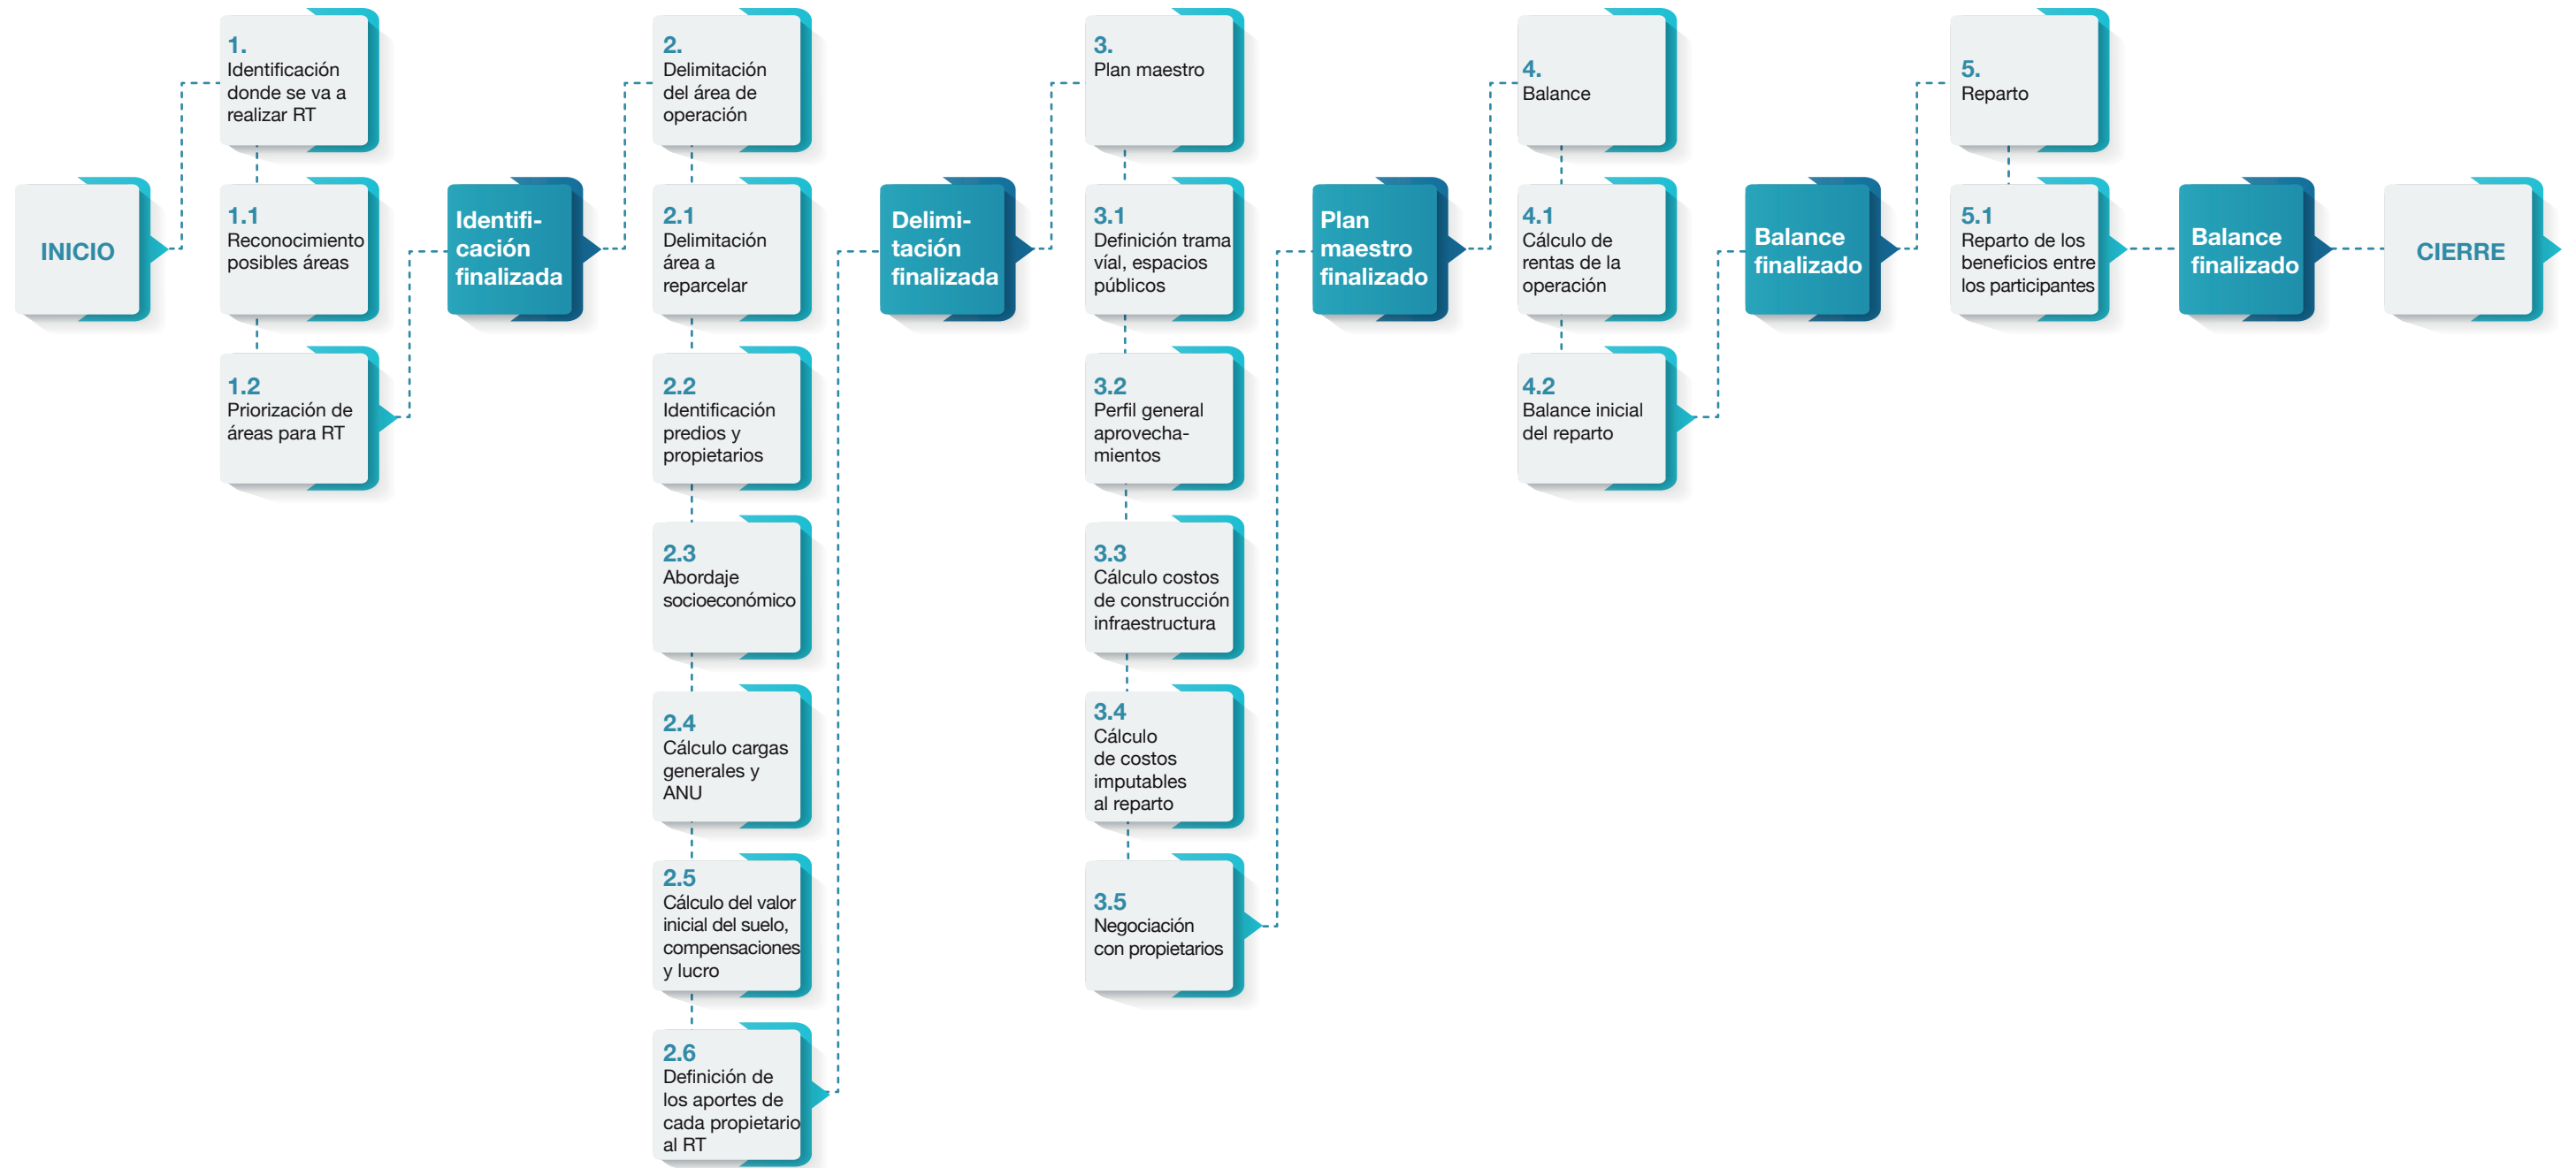 INICIO
1.
Identificación
donde se va a
realizar RT
1.1
Reconocimiento
posibles áreas
1.2
Priorización de
áreas para RT
Identifi-
cación
finalizada
2.
Delimitación
del área de
operación
2.1
Delimitación
área a
reparcelar
2.2
Identificación
predios y
propietarios
2.3
Abordaje
socioeconómico
2.4
Cálculo cargas
generales y
ANU
2.5
Cálculo del valor
inicial del suelo,
compensaciones
y lucro
2.6
Definición de
los aportes de
cada propietario
al RT
Delimi-
tación
finalizada
3.
Plan maestro
3.1
Definición trama
víal, espacios
públicos
3.2
Perfil general
aprovecha-
mientos
3.3
Cálculo costos
de construcción
infraestructura
3.4
Cálculo
de costos
imputables
al reparto
3.5
Negociación
con propietarios
Plan
maestro
finalizado
4.
Balance
4.1
Cálculo de
rentas de la
operación
4.2
Balance inicial
del reparto
Balance
finalizado
5.
Reparto
5.1
Reparto de los
beneficios entre
los participantes
Balance
finalizado
CIERRE